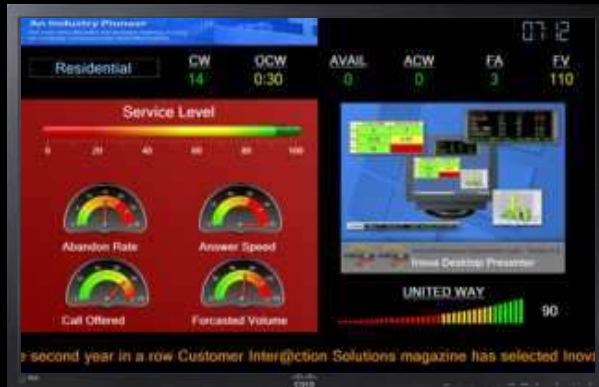 An Industry Pioneer
07:12
Residential
CW
14
OCW
0:30
AVAIL
0
ACW
0
FA
3
FV
110
Service Level
0 20 40 60 80 100
Abandon Rate
Answer Speed
Call Offered
Forcasted Volume
Inova Desktop Presenter
UNITED WAY
90
e second year in a row Customer Inter@ction Solutions magazine has selected Inova
CISCO